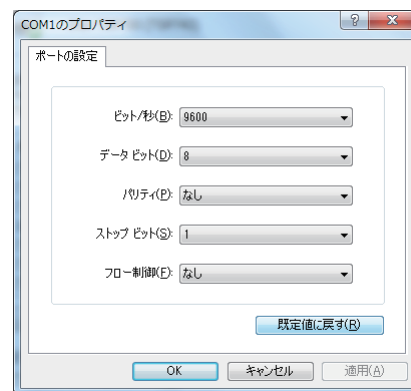 COM1のプロパティ
ポートの設定
ビット/秒(B): 9600
データ ビット(D): 8
パリティ(P): なし
ストップ ビット(S): 1
フロー制御(F): なし
既定値に戻す(R)
OK キャンセル 適用(A)